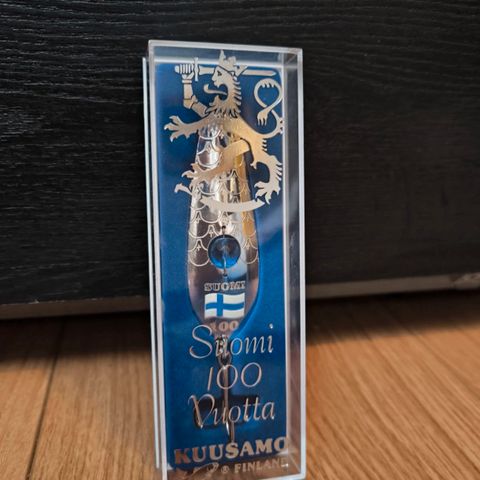 SUOMI
100
Suomi
100
Vuotta
KUUSAMO
® FINLAND